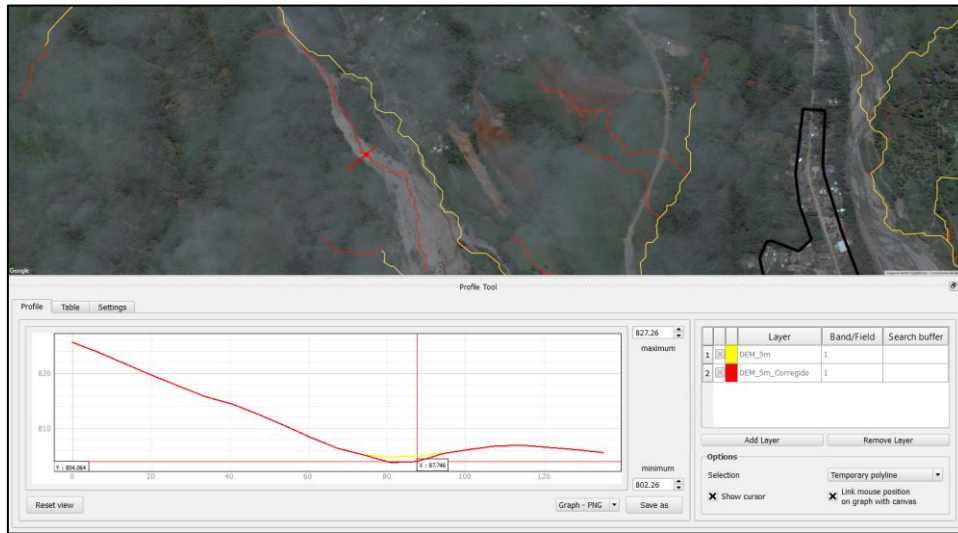 Google
Profile Tool
Profile Table Settings
827.26
maximum
820
810
Y : 804.064
X : 87.746
0 20 40 60 80 100 120
minimum
802.26
Reset view
Graph - PNG
Save as
Layer Band/Field Search buffer
1 DEM_5m 1
2 DEM_5m_Corregido 1
Add Layer Remove Layer
Options
Selection Temporary polyline
Show cursor
Link mouse position
on graph with canvas